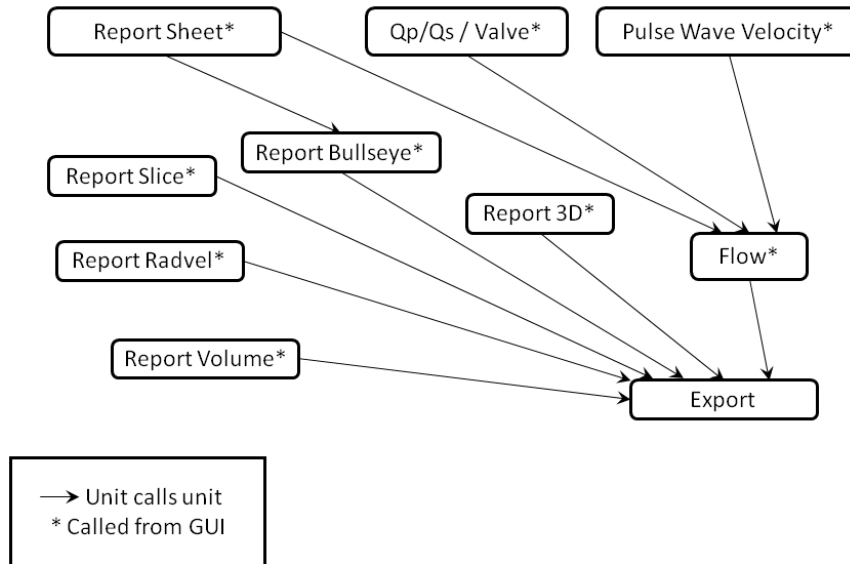 Report Sheet*
Qp/Qs / Valve*
Pulse Wave Velocity*
Report Bullseye*
Report Slice*
Report 3D*
Report Radvel*
Flow*
Report Volume*
Export
Unit calls unit
* Called from GUI